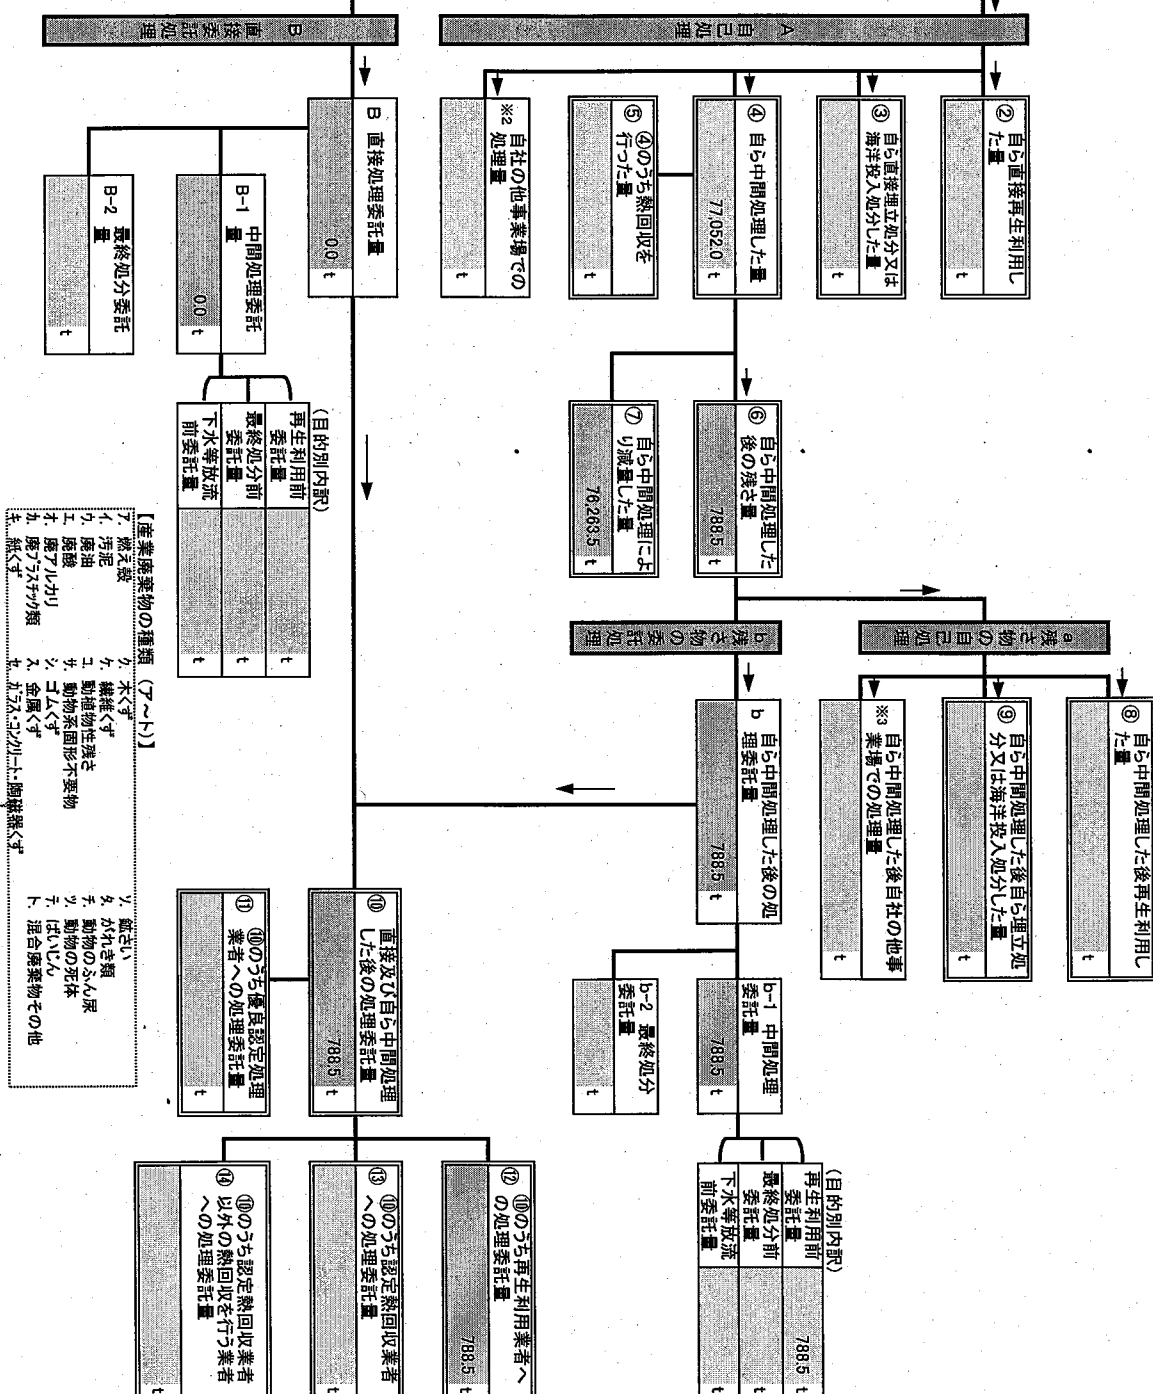 A 自己処理
② 自ら直接再生利用し
た量
t
③ 自ら直接埋立処分又は
海洋投入処分した量
t
④ 自ら中間処理した量
77,052.0 t
⑤ ④のうち熱回収を
行った量
t
※2 自社の他事業場での
処理量
t
⑥ 自ら中間処理した
後の残さ量
788.5 t
⑦ 自ら中間処理によ
り減量した量
76,263.5 t
a 残さ物の自己処理
⑧ 自ら中間処理した後再生利用し
た量
⑨ 自ら中間処理した後自ら埋立処
分又は海洋投入処分した量
t
※3 自ら中間処理した後自社の他事
業場での処理量
t
b 残さ物の委託処理
b 自ら中間処理した後の処
理委託量
788.5 t
b-1 中間処理
委託量
788.5 t
b-2 最終処分
委託量
t
(目的別内訳)
再生利用前
委託量
788.5 t
最終処分前
委託量
t
下水等放流
前委託量
t
B 直接委託処理
B 直接処理委託量
0.0 t
B-1 中間処理委託
量
0.0 t
B-2 最終処分委託
量
t
(目的別内訳)
再生利用前
委託量
t
最終処分前
委託量
t
下水等放流
前委託量
t
⑩ 直接及び自ら中間処理
した後の処理委託量
788.5 t
⑪ ⑩のうち優良認定処理
業者への処理委託量
t
⑫ ⑩のうち再生利用業者へ
の処理委託量
788.5 t
⑬ ⑩のうち認定熱回収業者
への処理委託量
t
⑭ ⑩のうち認定熱回収業者
以外の熱回収を行う業者
への処理委託量
t
【産業廃棄物の種類 (ア～ト)】
ア. 燃え殻
イ. 汚泥
ウ. 廃油
エ. 廃酸
オ. 廃アルカリ
カ. 廃プラスチック類
キ. 紙くず
ク. 木くず
ケ. 繊維くず
コ. 動植物性残さ
サ. 動物系固形不要物
シ. ゴムくず
ス. 金属くず
セ. ガラス・コンクリート・陶磁器くず
ソ. 鉱さい
タ. がれき類
チ. 動物のふん尿
ツ. 動物の死体
テ. ばいじん
ト. 混合廃棄物その他